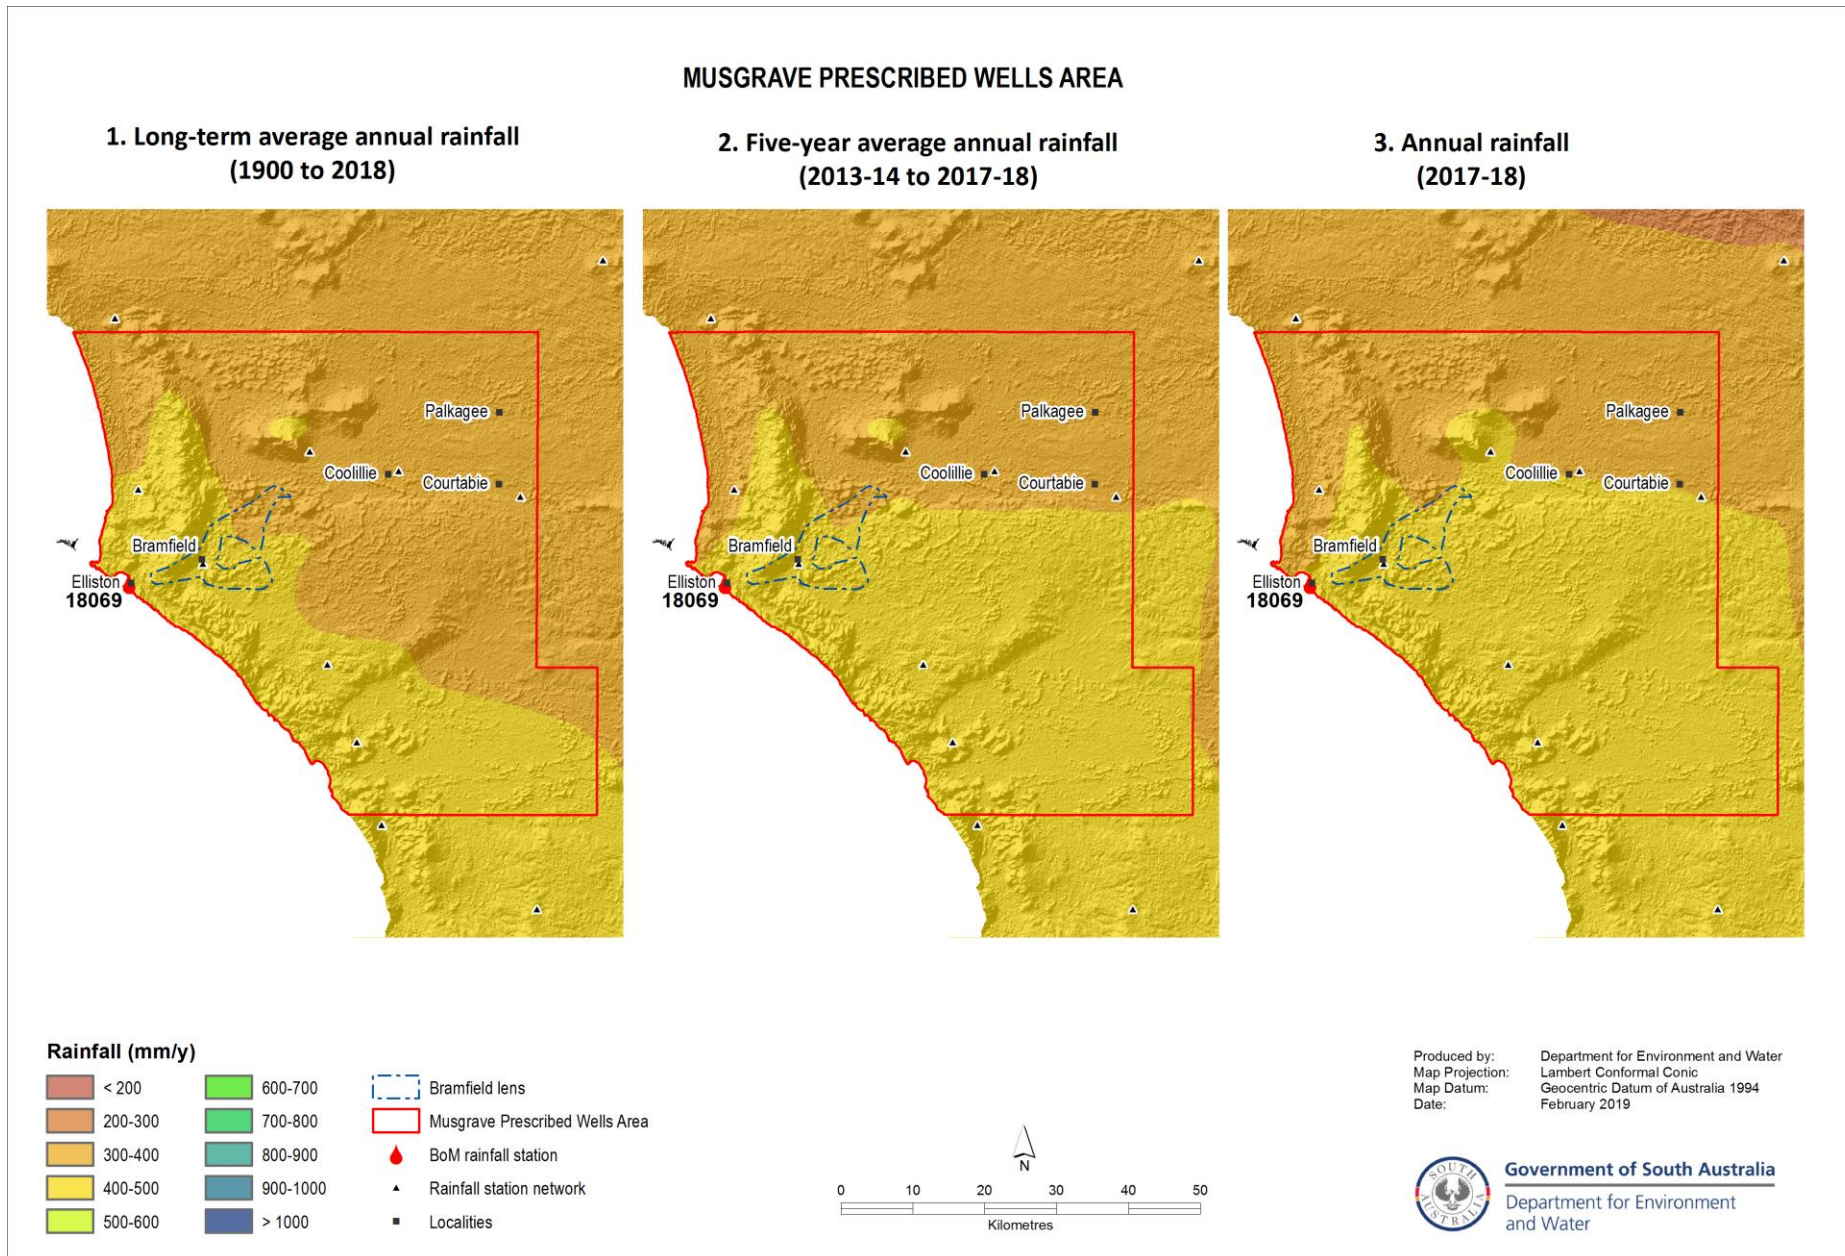 MUSGRAVE PRESCRIBED WELLS AREA
1. Long-term average annual rainfall
(1900 to 2018)
2. Five-year average annual rainfall
(2013-14 to 2017-18)
3. Annual rainfall
(2017-18)
Palkagee
Coolillie
Courtabie
Bramfield
Elliston
18069
Palkagee
Coolillie
Courtabie
Bramfield
Elliston
18069
Palkagee
Coolillie
Courtabie
Bramfield
Elliston
18069
Rainfall (mm/y)
< 200
200-300
300-400
400-500
500-600
600-700
700-800
800-900
900-1000
> 1000
Bramfield lens
Musgrave Prescribed Wells Area
BoM rainfall station
Rainfall station network
Localities
N
0 10 20 30 40 50
Kilometres
Produced by: Department for Environment and Water
Map Projection: Lambert Conformal Conic
Map Datum: Geocentric Datum of Australia 1994
Date: February 2019
SOUTH
AUSTRALIA
Government of South Australia
Department for Environment
and Water